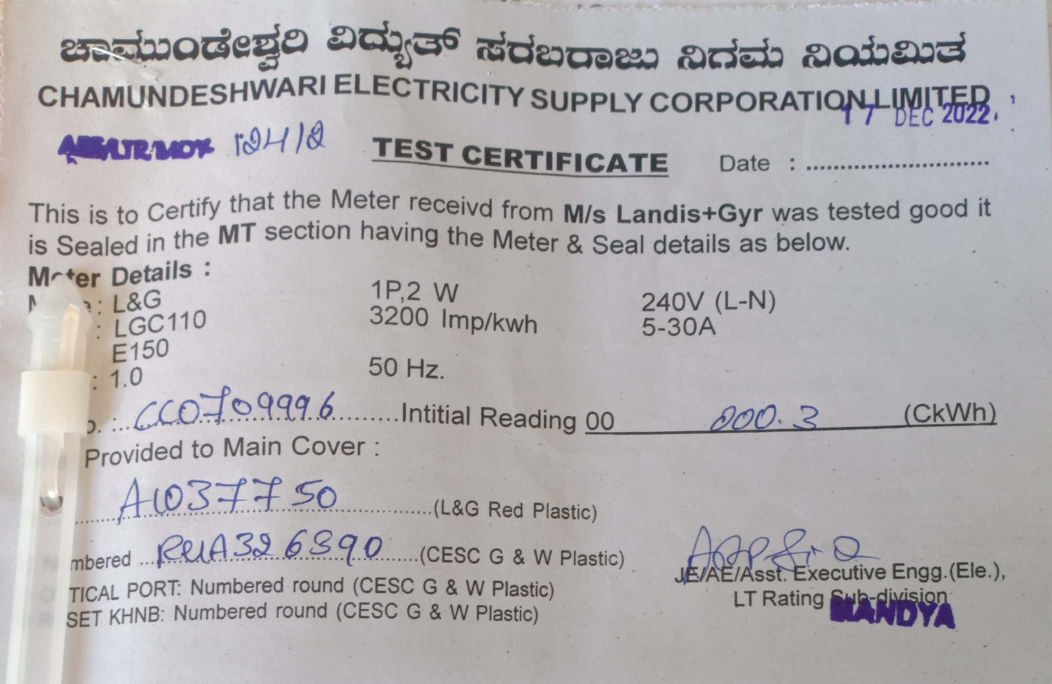 ಚಾಮುಂಡೇಶ್ವರಿ ವಿದ್ಯುತ್ ಸರಬರಾಜು ನಿಗಮ ನಿಯಮಿತ
CHAMUNDESHWARI ELECTRICITY SUPPLY CORPORATION LIMITED
17 DEC 2022
TEST CERTIFICATE Date : ........................
This is to Certify that the Meter receivd from M/s Landis+Gyr was tested good it
is Sealed in the MT section having the Meter & Seal details as below.
Meter Details :
: L&G 1P,2 W 240V (L-N)
: LGC110 3200 Imp/kwh 5-30A
E150
: 1.0 50 Hz.
: CC0709996 Intitial Reading 00 000.3 (CkWh)
Provided to Main Cover :
(L&G Red Plastic)
(CESC G & W Plastic)
TICAL PORT: Numbered round (CESC G & W Plastic)
SET KHNB: Numbered round (CESC G & W Plastic)
JE/AE/Asst. Executive Engg.(Ele.),
LT Rating Sub-division
MANDYA